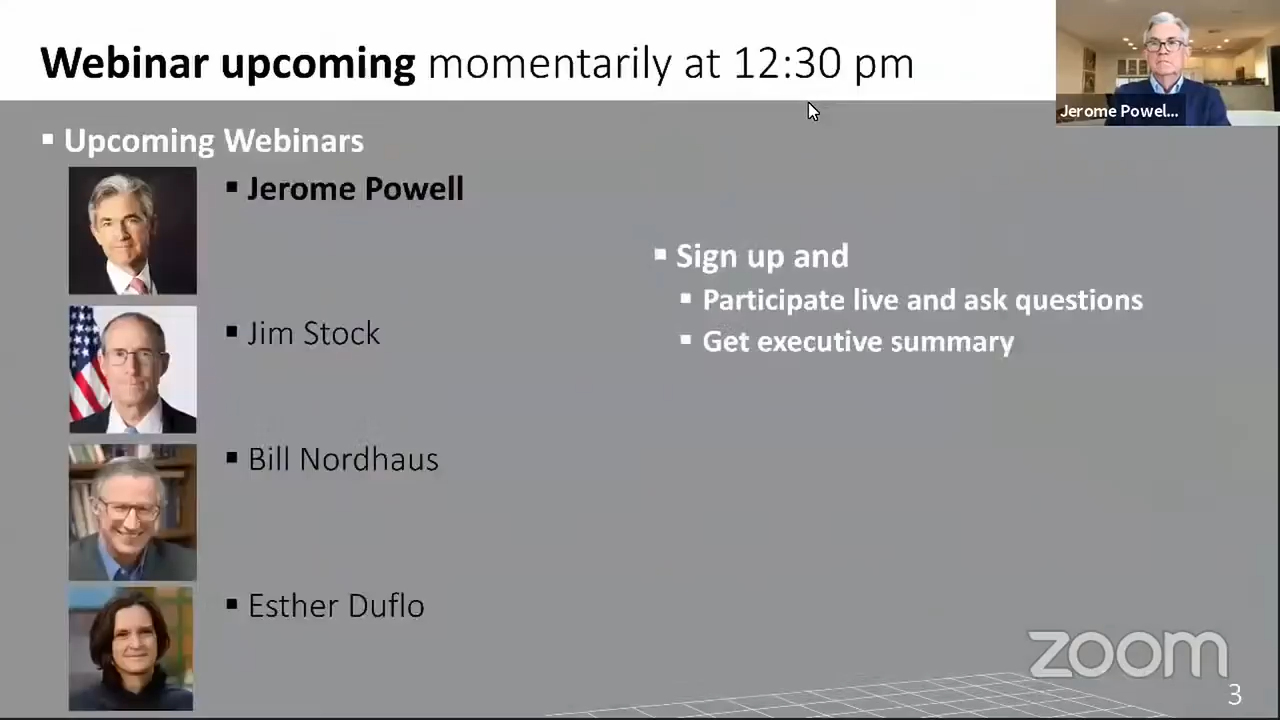 Webinar upcoming momentarily at 12:30 pm
Jerome Powel...
Upcoming Webinars
Jerome Powell
Sign up and
Participate live and ask questions
Get executive summary
Jim Stock
Bill Nordhaus
Esther Duflo
zoom
3